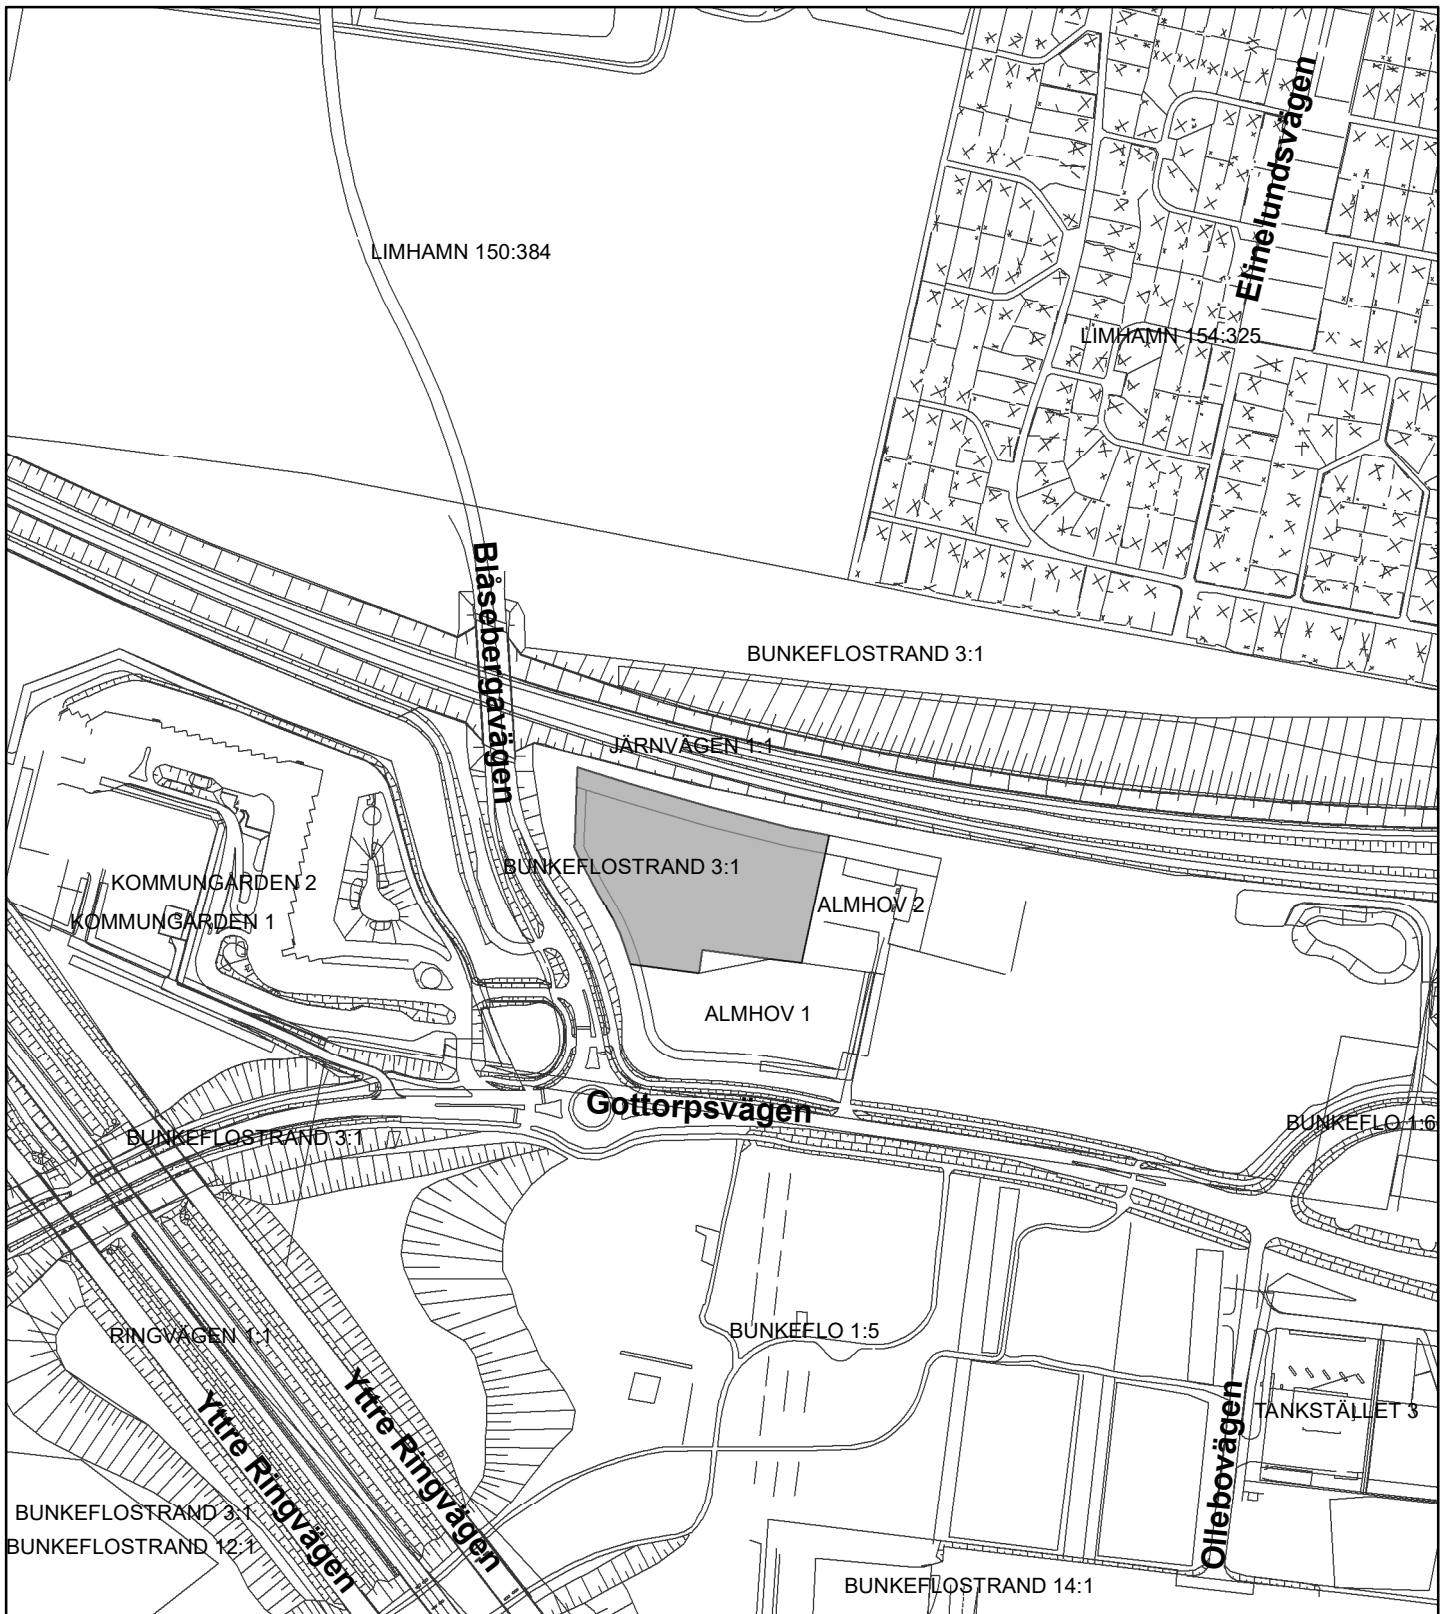 Elinelundsvägen
LIMHAMN 150:384
LIMHAMN 154:325
Blåsebergavägen
BUNKEFLOSTRAND 3:1
JÄRNVÄGEN 1:1
BUNKEFLOSTRAND 3:1
KOMMUNGÅRDEN 2
ALMHOV 2
KOMMUNGÅRDEN 1
ALMHOV 1
Gottorpsvägen
BUNKEFLO 1:6
BUNKEFLOSTRAND 3:1
BUNKEFLO 1:5
RINGVÄGEN 1:1
Yttre Ringvägen
Yttre Ringvägen
TANKSTÄLLET 3
Ollebovägen
BUNKEFLOSTRAND 3:1
BUNKEFLOSTRAND 12:1
BUNKEFLOSTRAND 14:1